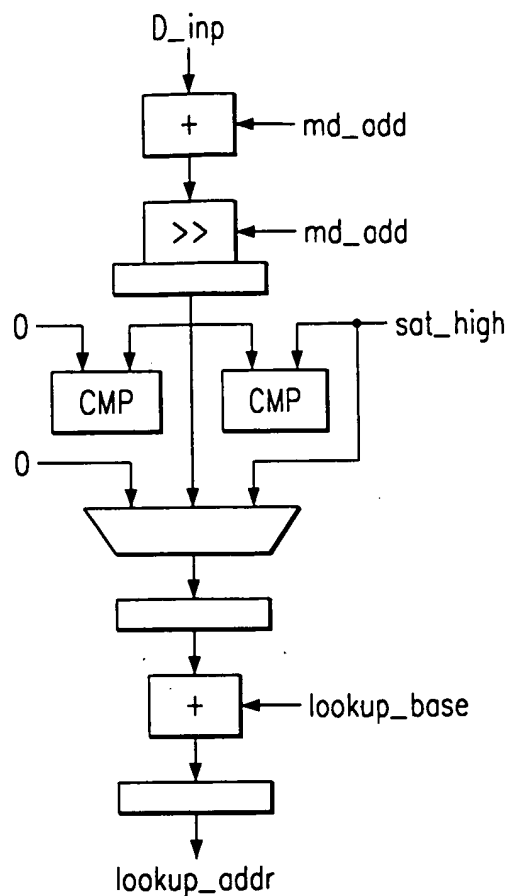 D_inp
+
md_add
>>
md_add
0
sat_high
CMP
CMP
0
+
lookup_base
lookup_addr